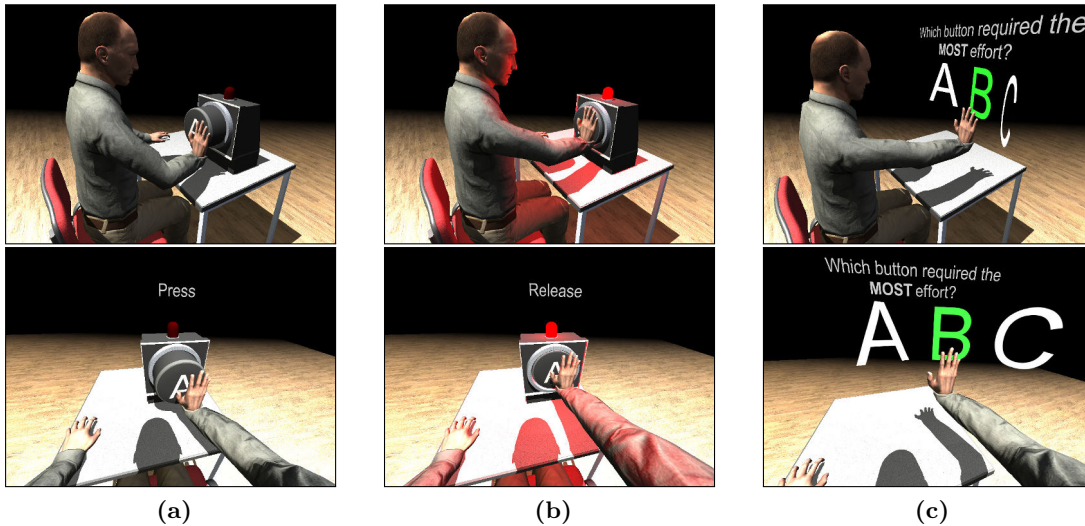 A
Which button required the
MOST effort?
A B C
Press
A
Release
A
Which button required the
MOST effort?
A B C
(a)
(b)
(c)